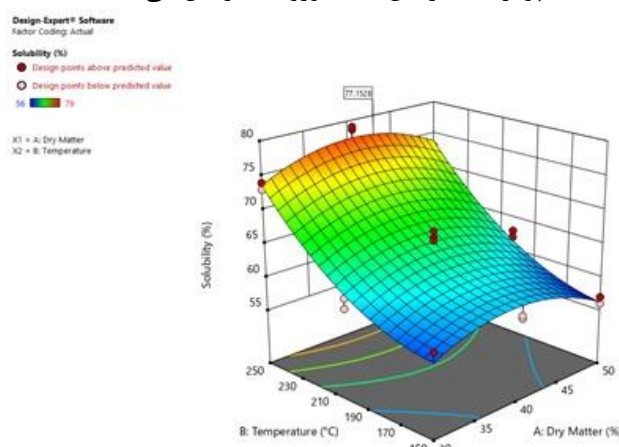 Design-Expert® Software
Factor Coding: Actual
Solubility (%)
Design points above predicted value
Design points below predicted value
56 79
X1 = A: Dry Matter
X2 = B: Temperature
77.1528
80
75
70
65
60
55
Solubility (%)
250
230
210
190
170
B: Temperature (°C)
35
40
45
50
A: Dry Matter (%)